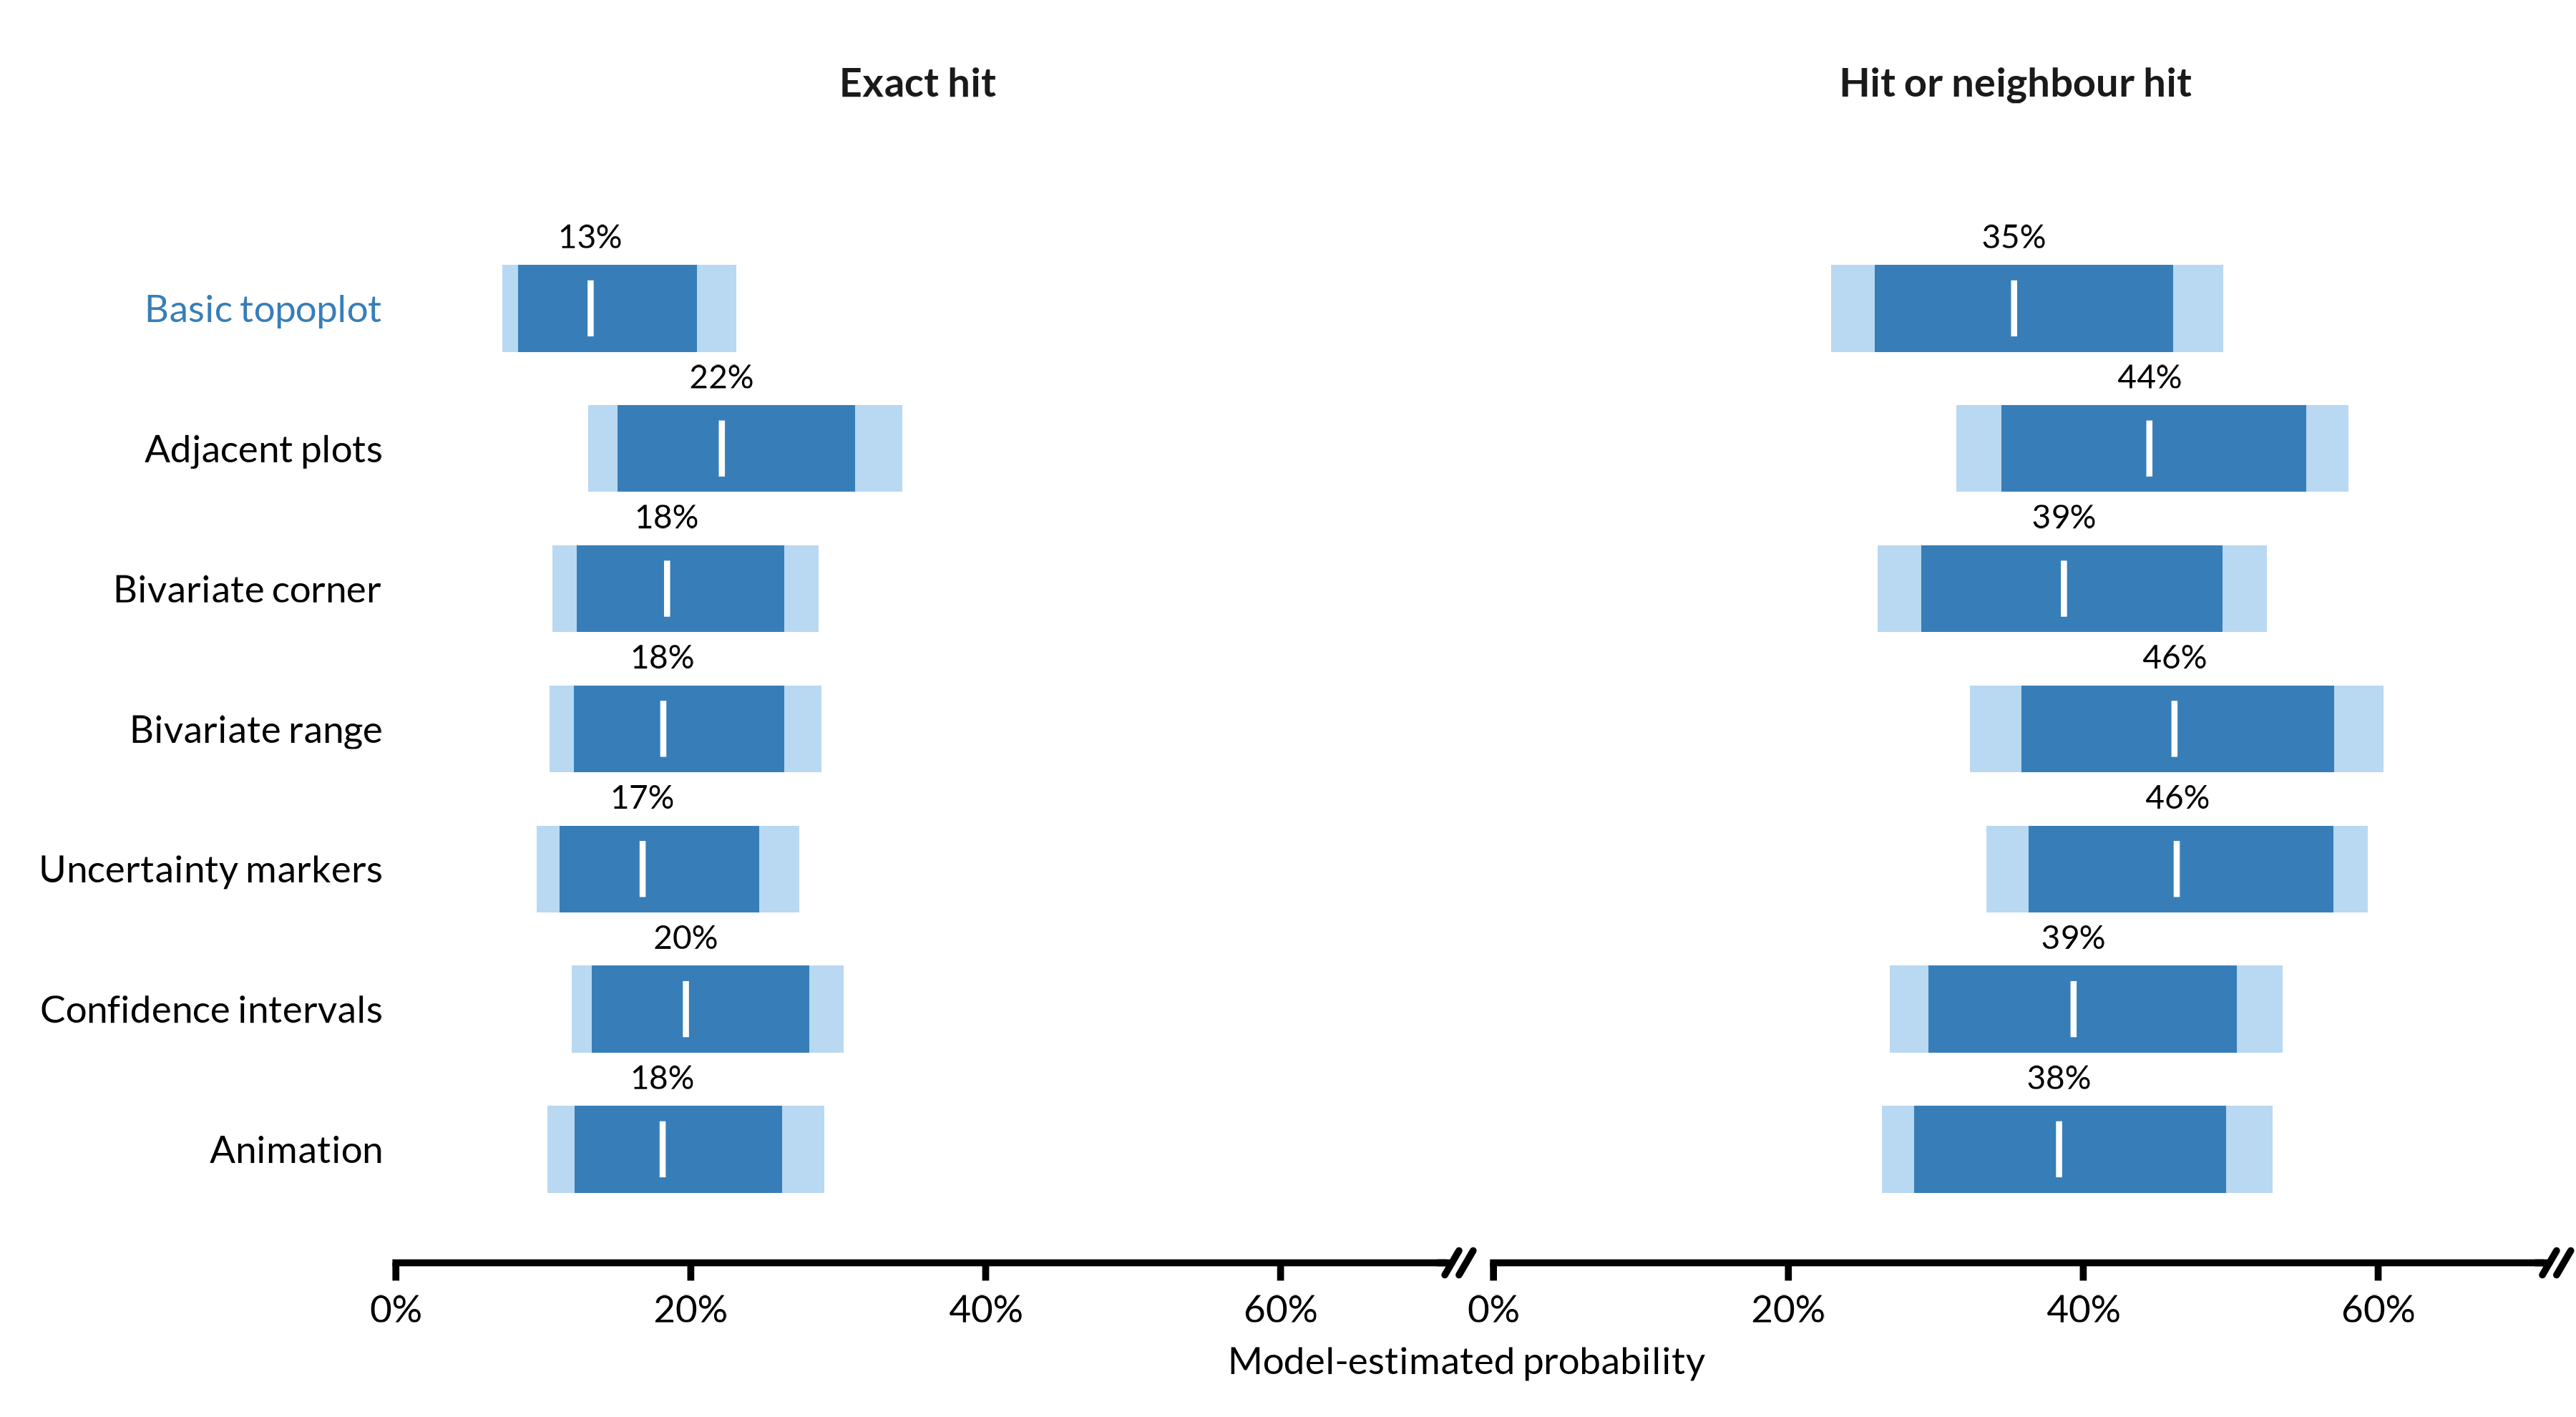 Exact hit
Hit or neighbour hit
13%
35%
Basic topoplot
22%
44%
Adjacent plots
18%
39%
Bivariate corner
18%
46%
Bivariate range
17%
46%
Uncertainty markers
20%
39%
Confidence intervals
18%
38%
Animation
0% 20% 40% 60% 0% 20% 40% 60%
Model-estimated probability